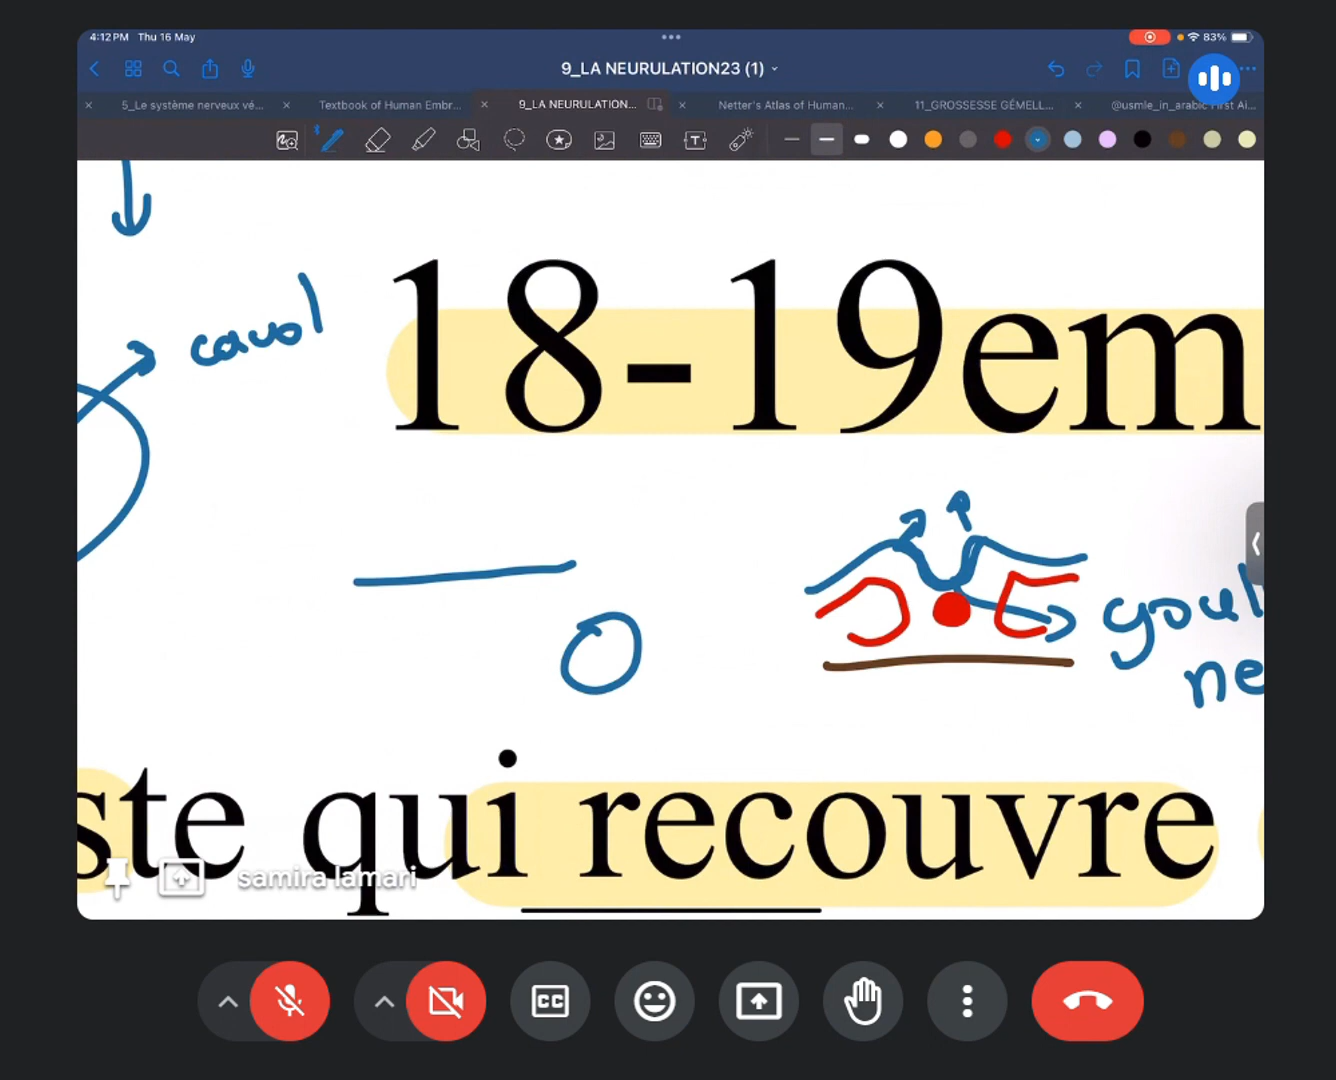 4:12 PM Thu 16 May
83%
9_LA NEURULATION23 (1)
5_Le système nerveux vé...
Textbook of Human Embr...
9_LA NEURULATION...
Netter's Atlas of Human...
11_GROSSESSE GÉMELL...
@usmle_in_arabic First Ai...
18-19em
goul
ne
ste qui recouvre
samira lamari
CC